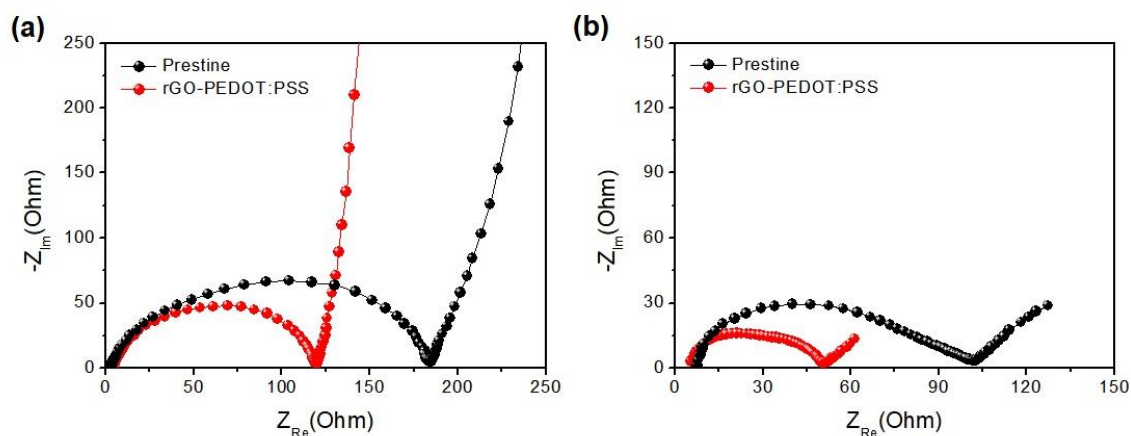 (a)
250
200
150
100
50
0
-Z_Im(Ohm)
Prestine
rGO-PEDOT:PSS
0 50 100 150 200 250
Z_Re(Ohm)
(b)
150
120
90
60
30
0
-Z_Im(Ohm)
Prestine
rGO-PEDOT:PSS
0 30 60 90 120 150
Z_Re(Ohm)